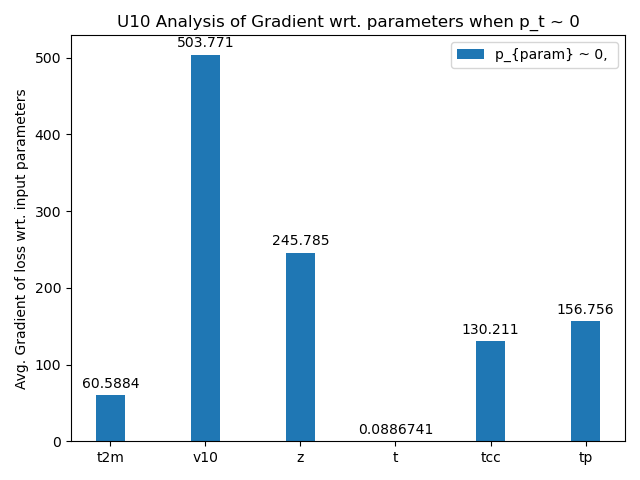 U10 Analysis of Gradient wrt. parameters when p_t ~ 0
p_{param} ~ 0,
Avg. Gradient of loss wrt. input parameters
500
400
300
200
100
0
60.5884
503.771
245.785
0.0886741
130.211
156.756
t2m
v10
z
t
tcc
tp